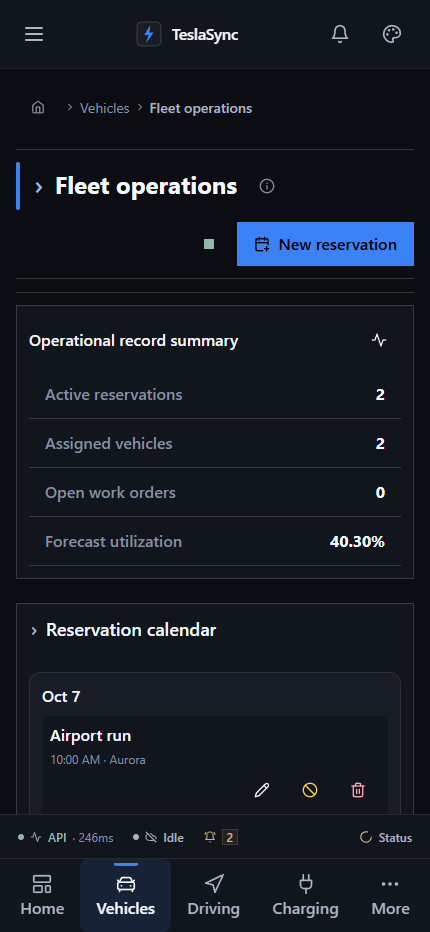 TeslaSync
Vehicles
Fleet operations
Fleet operations
New reservation
Operational record summary
Active reservations 2
Assigned vehicles 2
Open work orders 0
Forecast utilization 40.30%
Reservation calendar
Oct 7
Airport run
10:00 AM · Aurora
API · 246ms Idle 2 Status
Home Vehicles Driving Charging More